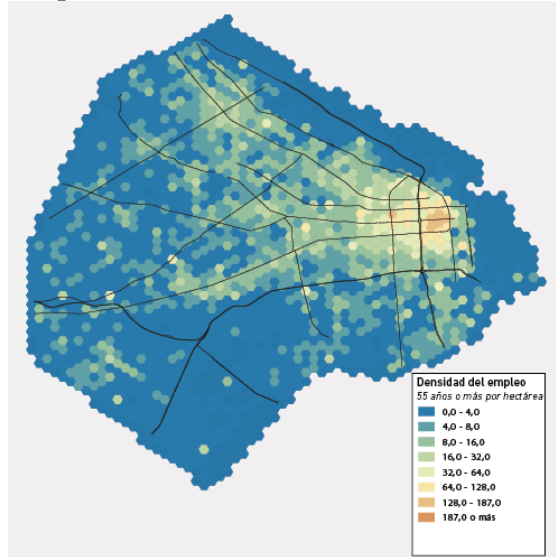 Densidad del empleo
55 años o más por hectárea
0,0 - 4,0
4,0 - 8,0
8,0 - 16,0
16,0 - 32,0
32,0 - 64,0
64,0 - 128,0
128,0 - 187,0
187,0 o más